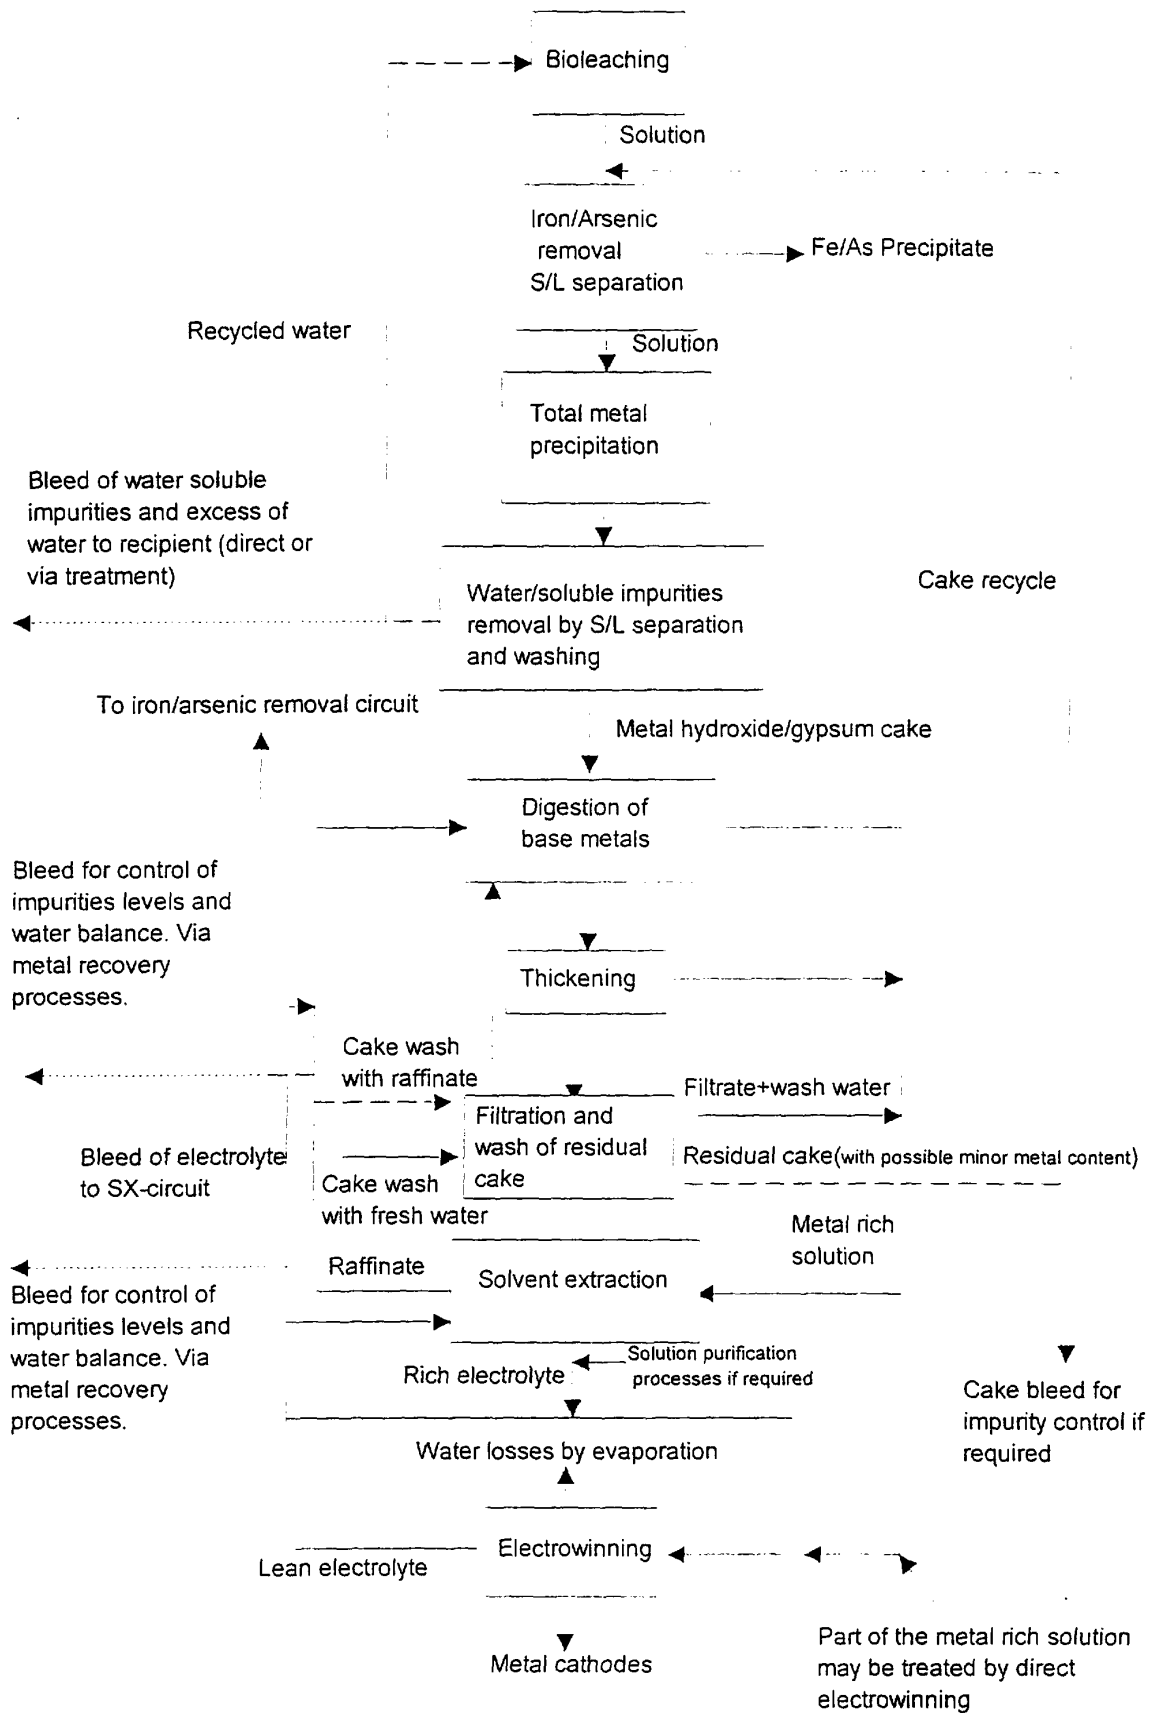 Bioleaching
Solution
Iron/Arsenic
removal
S/L separation
Fe/As Precipitate
Recycled water
Solution
Total metal
precipitation
Bleed of water soluble
impurities and excess of
water to recipient (direct or
via treatment)
Cake recycle
Water/soluble impurities
removal by S/L separation
and washing
To iron/arsenic removal circuit
Metal hydroxide/gypsum cake
Digestion of
base metals
Bleed for control of
impurities levels and
water balance. Via
metal recovery
processes.
Thickening
Cake wash
with raffinate
Filtrate+wash water
Filtration and
wash of residual
cake
Bleed of electrolyte
to SX-circuit
Residual cake(with possible minor metal content)
Cake wash
with fresh water
Metal rich
solution
Raffinate
Solvent extraction
Bleed for control of
impurities levels and
water balance. Via
metal recovery
processes.
Rich electrolyte
Solution purification
processes if required
Cake bleed for
impurity control if
required
Water losses by evaporation
Electrowinning
Lean electrolyte
Metal cathodes
Part of the metal rich solution
may be treated by direct
electrowinning